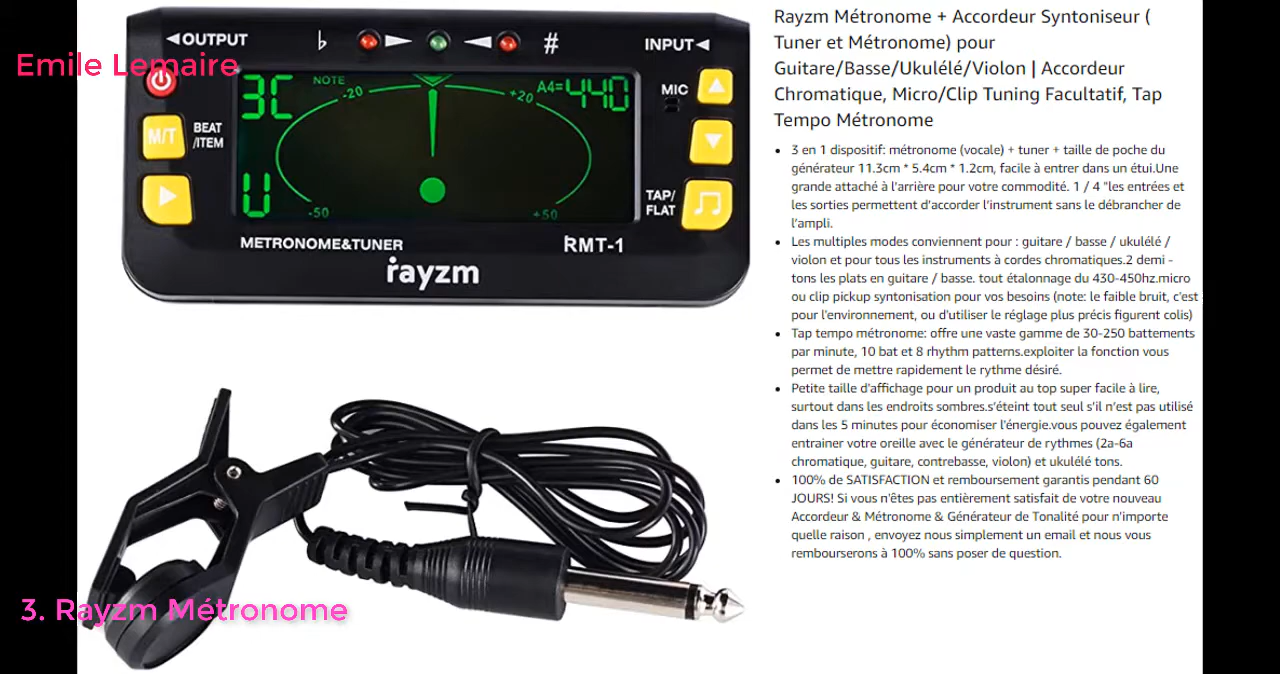 Emile Lemaire
◄OUTPUT
♭
►
◄
#
INPUT◄
NOTE
3C
-20
+20
A4=440
MIC
M/T
BEAT
/ITEM
TAP/
FLAT
U
-50
+50
METRONOME&TUNER
RMT-1
rayzm
3. Rayzm Métronome
Rayzm Métronome + Accordeur Syntoniseur (
Tuner et Métronome) pour
Guitare/Basse/Ukulélé/Violon | Accordeur
Chromatique, Micro/Clip Tuning Facultatif, Tap
Tempo Métronome
• 3 en 1 dispositif: métronome (vocale) + tuner + taille de poche du
générateur 11.3cm * 5.4cm * 1.2cm, facile à entrer dans un étui.Une
grande attaché à l'arrière pour votre commodité. 1 / 4 "les entrées et
les sorties permettent d'accorder l'instrument sans le débrancher de
l'ampli.
• Les multiples modes conviennent pour : guitare / basse / ukulélé /
violon et pour tous les instruments à cordes chromatiques.2 demi -
tons les plats en guitare / basse. tout étalonnage du 430-450hz.micro
ou clip pickup syntonisation pour vos besoins (note: le faible bruit, c'est
pour l'environnement, ou d'utiliser le réglage plus précis figurent colis)
• Tap tempo métronome: offre une vaste gamme de 30-250 battements
par minute, 10 bat et 8 rhythm patterns.exploiter la fonction vous
permet de mettre rapidement le rythme désiré.
• Petite taille d'affichage pour un produit au top super facile à lire,
surtout dans les endroits sombres.s'éteint tout seul s'il n'est pas utilisé
dans les 5 minutes pour économiser l'énergie.vous pouvez également
entrainer votre oreille avec le générateur de rythmes (2a-6a
chromatique, guitare, contrebasse, violon) et ukulélé tons.
• 100% de SATISFACTION et remboursement garantis pendant 60
JOURS! Si vous n'êtes pas entièrement satisfait de votre nouveau
Accordeur & Métronome & Générateur de Tonalité pour n'importe
quelle raison , envoyez nous simplement un email et nous vous
rembourserons à 100% sans poser de question.